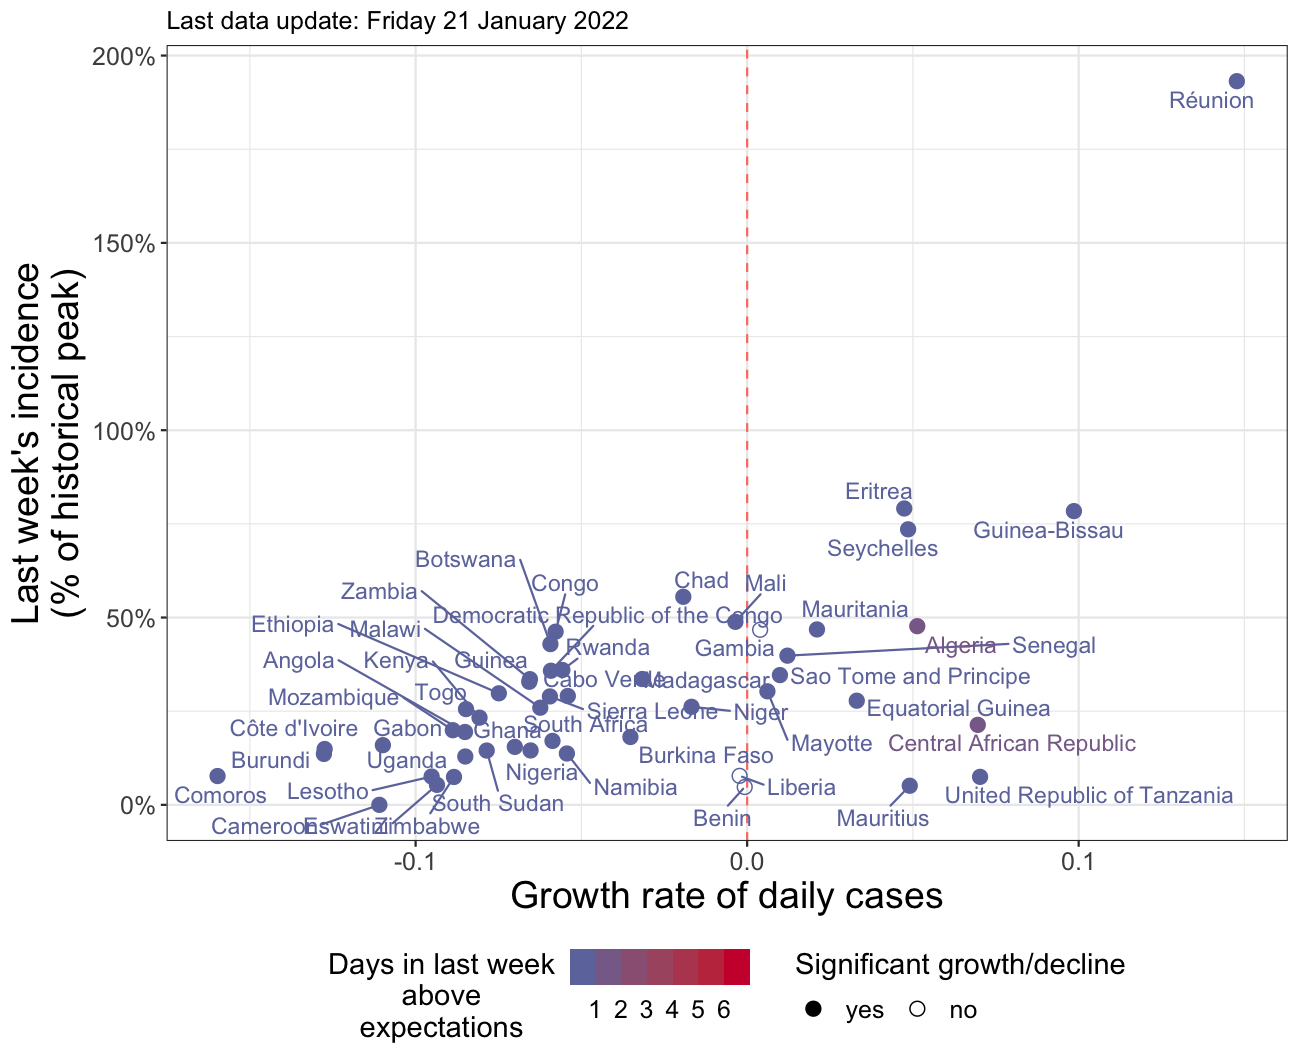 Last data update: Friday 21 January 2022
Last week's incidence
(% of historical peak)
200%
150%
100%
50%
0%
Réunion
Eritrea
Guinea-Bissau
Seychelles
Botswana
Congo
Chad
Mali
Zambia
Mauritania
Democratic Republic of the Congo
Ethiopia
Malawi
Rwanda
Gambia
Algeria
Senegal
Angola
Kenya
Guinea
Cabo Verde
Madagascar
Sao Tome and Principe
Mozambique
Togo
Sierra Leone
Niger
Equatorial Guinea
Côte d'Ivoire
Gabon
Ghana
South Africa
Mayotte
Central African Republic
Burundi
Uganda
Nigeria
Burkina Faso
Comoros
Lesotho
South Sudan
Namibia
Liberia
United Republic of Tanzania
Cameroon
Eswatini
Zimbabwe
Benin
Mauritius
-0.1
0.0
0.1
Growth rate of daily cases
Days in last week
above
expectations
1 2 3 4 5 6
Significant growth/decline
yes
no